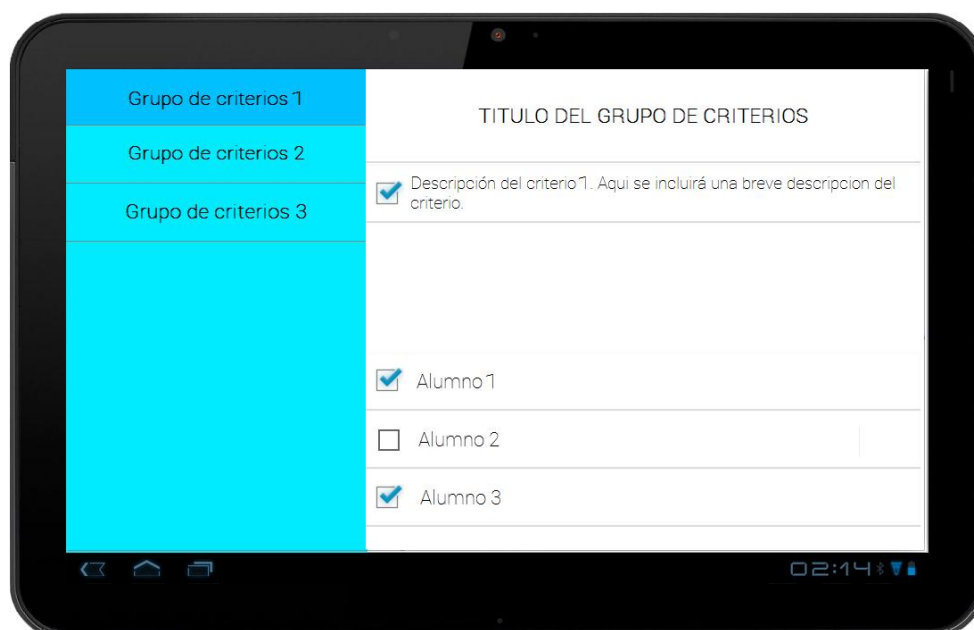 Grupo de criterios 1
Grupo de criterios 2
Grupo de criterios 3
TITULO DEL GRUPO DE CRITERIOS
Descripción del criterio 1. Aqui se incluirá una breve descripcion del
criterio.
Alumno 1
Alumno 2
Alumno 3
02:14